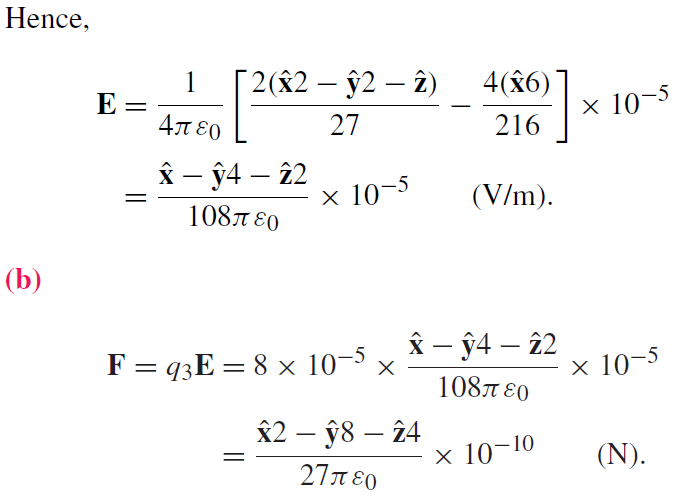 Hence,
E = 1/(4πε₀) [ 2(x̂2 − ŷ2 − ẑ)/27 − 4(x̂6)/216 ] × 10⁻⁵
= (x̂ − ŷ4 − ẑ2)/(108πε₀) × 10⁻⁵ (V/m).
(b)
F = q₃E = 8 × 10⁻⁵ × (x̂ − ŷ4 − ẑ2)/(108πε₀) × 10⁻⁵
= (x̂2 − ŷ8 − ẑ4)/(27πε₀) × 10⁻¹⁰ (N).